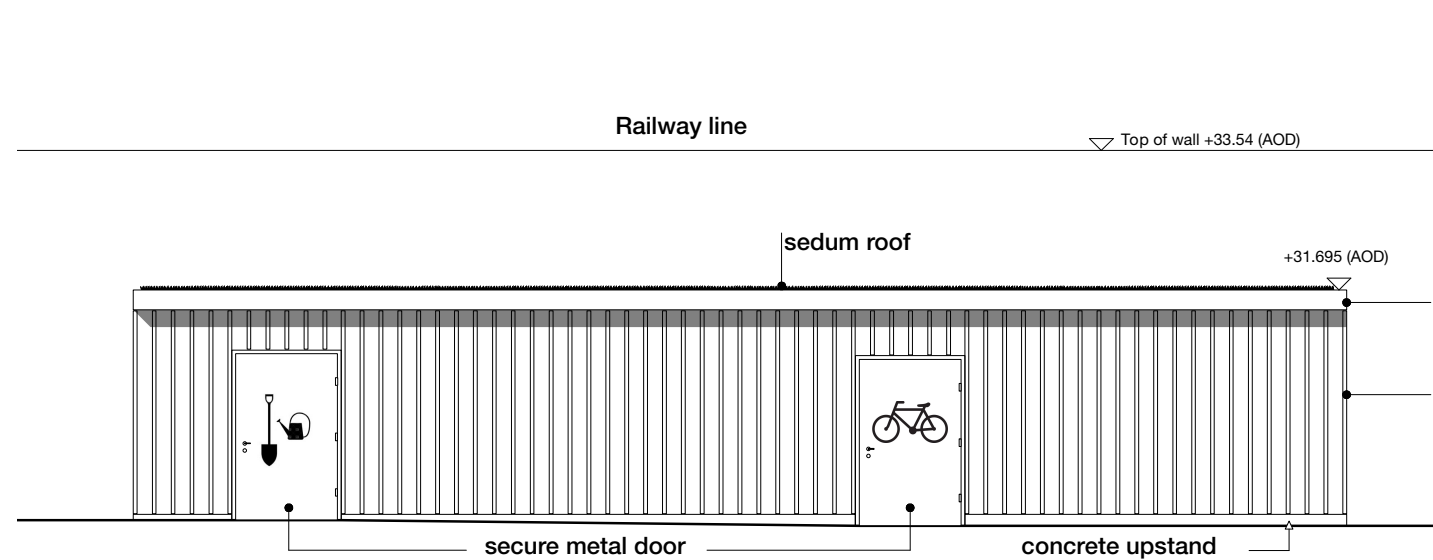 Railway line
Top of wall +33.54 (AOD)
sedum roof
+31.695 (AOD)
secure metal door
concrete upstand